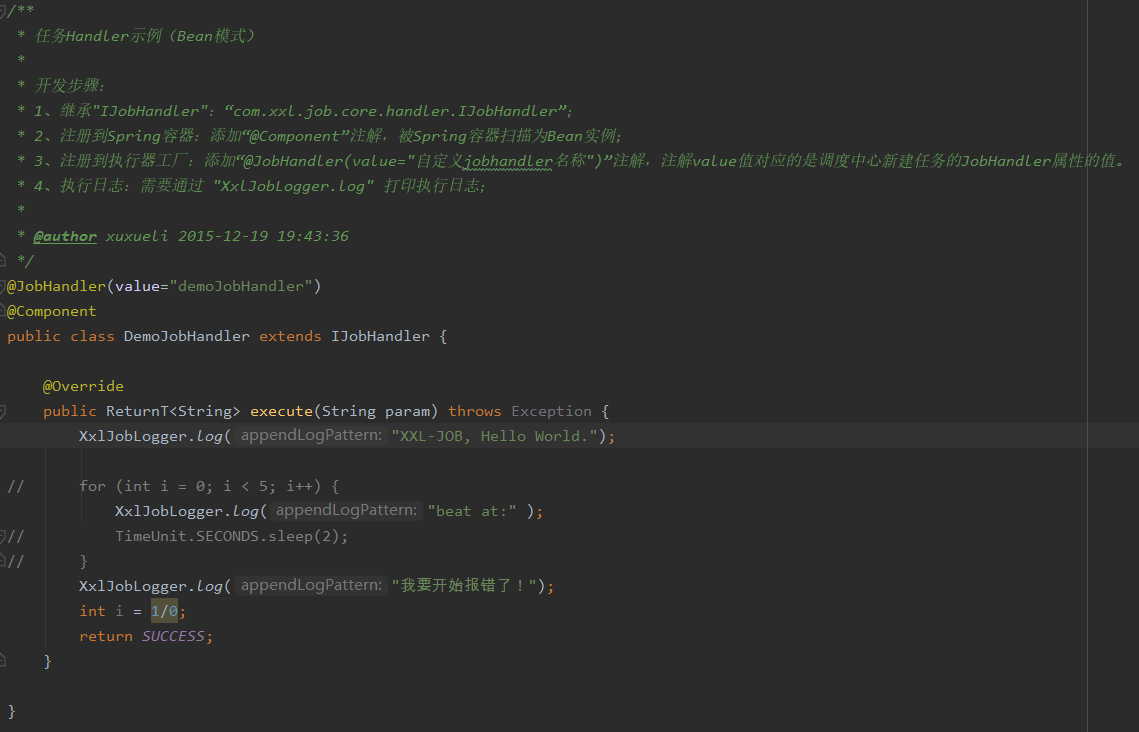 /**
 * 任务Handler示例（Bean模式）
 *
 * 开发步骤：
 * 1、继承"IJobHandler"：“com.xxl.job.core.handler.IJobHandler”；
 * 2、注册到Spring容器：添加“@Component”注解，被Spring容器扫描为Bean实例；
 * 3、注册到执行器工厂：添加“@JobHandler(value="自定义jobhandler名称")”注解，注解value值对应的是调度中心新建任务的JobHandler属性的值。
 * 4、执行日志：需要通过 "XxlJobLogger.log" 打印执行日志；
 *
 * @author xuxueli 2015-12-19 19:43:36
 */
@JobHandler(value="demoJobHandler")
@Component
public class DemoJobHandler extends IJobHandler {
    @Override
    public ReturnT<String> execute(String param) throws Exception {
        XxlJobLogger.log( appendLogPattern: "XXL-JOB, Hello World.");
//      for (int i = 0; i < 5; i++) {
            XxlJobLogger.log( appendLogPattern: "beat at:" );
//          TimeUnit.SECONDS.sleep(2);
//      }
        XxlJobLogger.log( appendLogPattern: "我要开始报错了！");
        int i = 1/0;
        return SUCCESS;
    }
}